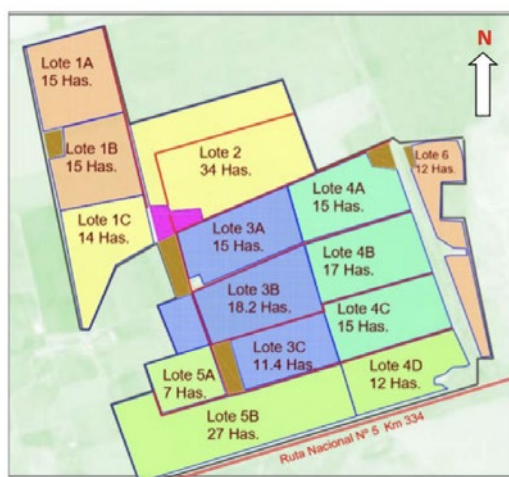 N
Lote 1A
15 Has.
Lote 1B
15 Has.
Lote 2
34 Has.
Lote 6
12 Has.
Lote 4A
15 Has.
Lote 1C
14 Has.
Lote 3A
15 Has.
Lote 4B
17 Has.
Lote 3B
18.2 Has.
Lote 4C
15 Has.
Lote 3C
11.4 Has.
Lote 5A
7 Has.
Lote 4D
12 Has.
Lote 5B
27 Has.
Ruta Nacional Nº 5 Km 334